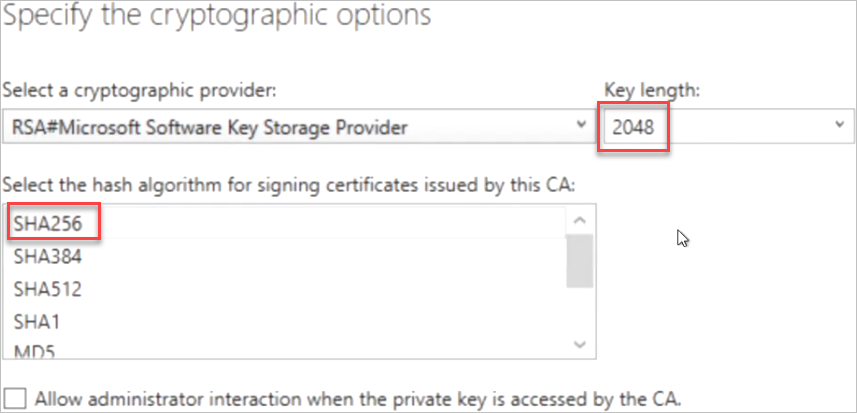 Specify the cryptographic options
Select a cryptographic provider:
Key length:
RSA#Microsoft Software Key Storage Provider
2048
Select the hash algorithm for signing certificates issued by this CA:
SHA256
SHA384
SHA512
SHA1
MD5
Allow administrator interaction when the private key is accessed by the CA.